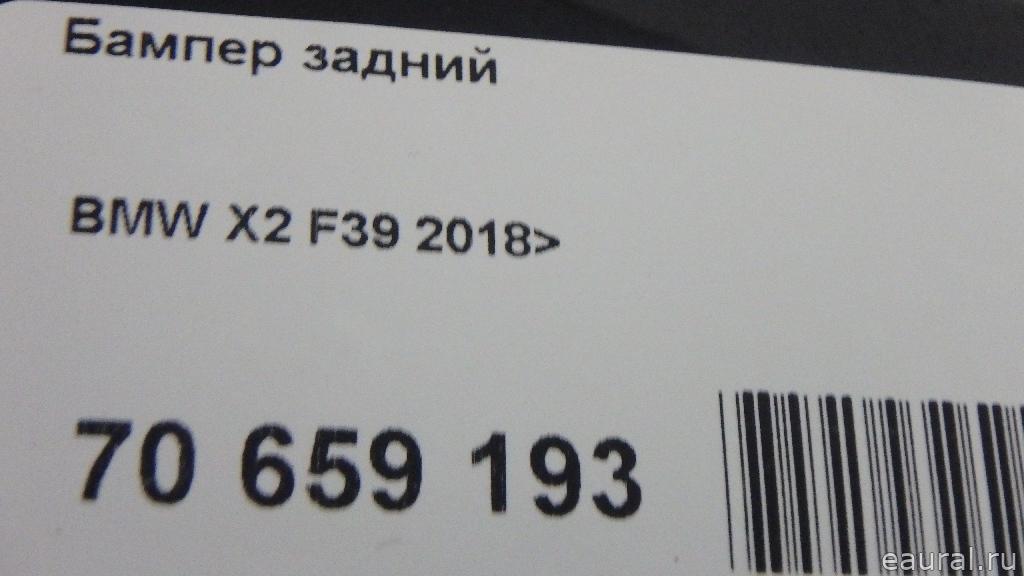 Бампер задний
BMW X2 F39 2018>
70 659 193
eaural.ru